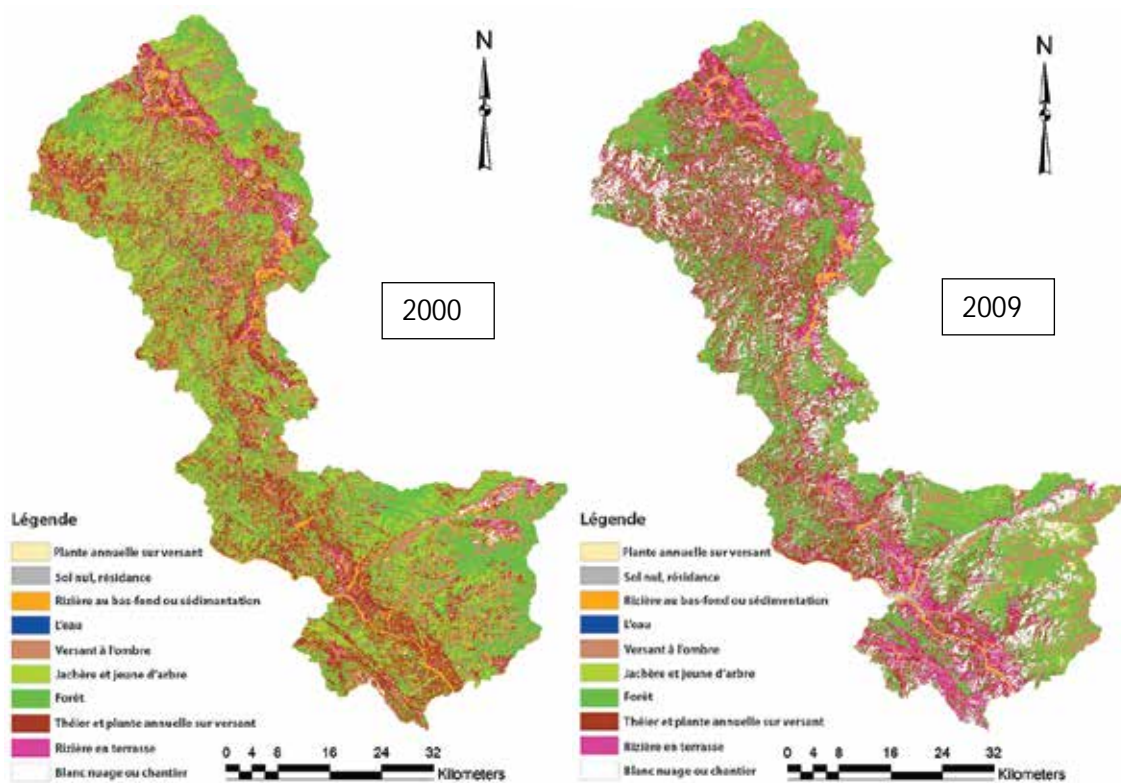 N
N
2000
2009
Légende
Plante annuelle sur versant
Sol nul, résidance
Rizière au bas-fond ou sédimantation
L'eau
Versant à l'ombre
Jachère et jeune d'arbre
Forêt
Théier et plante annuelle sur versant
Rizière en terrasse
Blanc nuage ou chantier
0 4 8 16 24 32
Kilometers
Légende
Plante annuelle sur versant
Sol nul, résidance
Rizière au bas-fond ou sédimentation
L'eau
Versant à l'ombre
Jachère et jeune d'arbre
Forêt
Théier et plante annuelle sur versant
Rizière en terrasse
Blanc nuage ou chantier
0 4 8 16 24 32
Kilometers